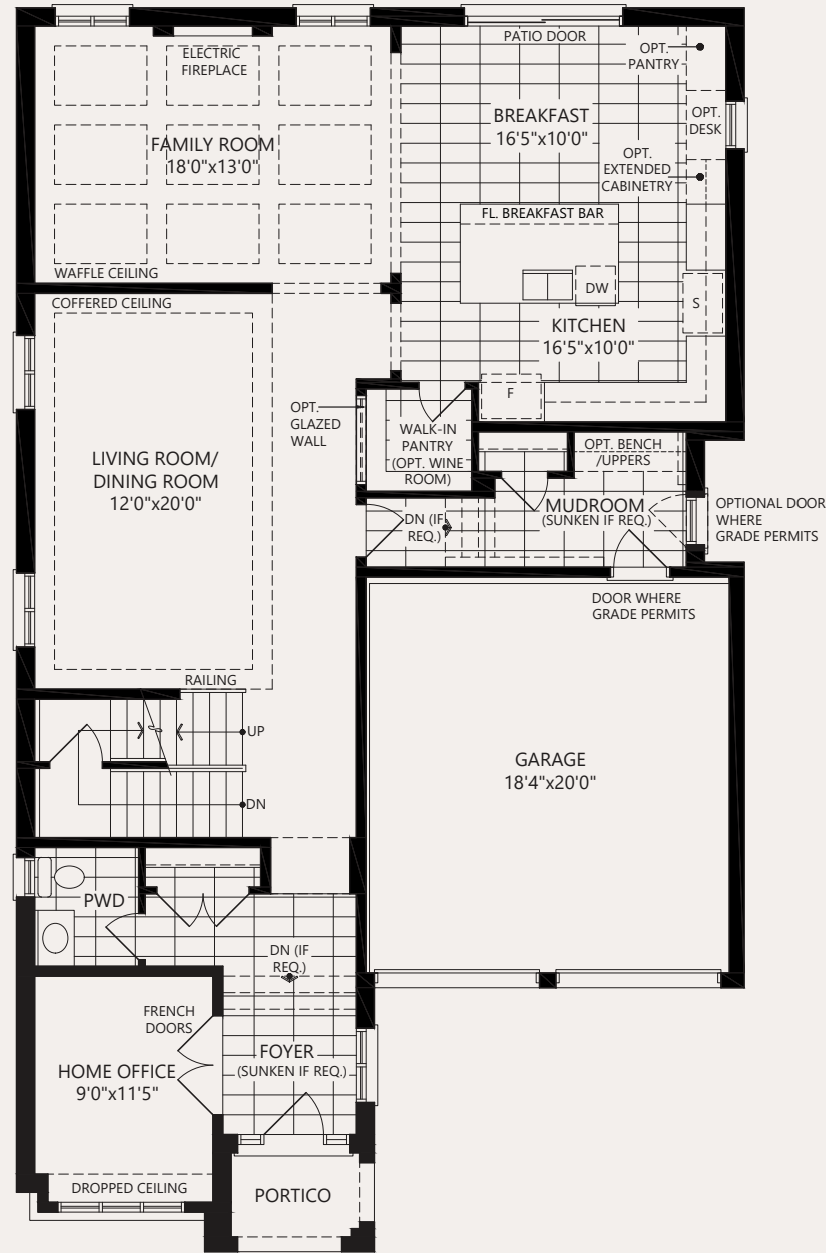 ELECTRIC
FIREPLACE
FAMILY ROOM
18'0"x13'0"
WAFFLE CEILING
PATIO DOOR
OPT.
PANTRY
BREAKFAST
16'5"x10'0"
OPT.
DESK
OPT.
EXTENDED
CABINETRY
FL. BREAKFAST BAR
DW
S
KITCHEN
16'5"x10'0"
F
COFFERED CEILING
LIVING ROOM/
DINING ROOM
12'0"x20'0"
OPT.
GLAZED
WALL
WALK-IN
PANTRY
(OPT. WINE
ROOM)
OPT. BENCH
/UPPERS
MUDROOM
(SUNKEN IF REQ.)
DN (IF
REQ.)
OPTIONAL DOOR
WHERE
GRADE PERMITS
DOOR WHERE
GRADE PERMITS
RAILING
UP
DN
GARAGE
18'4"x20'0"
PWD
DN (IF
REQ.)
FRENCH
DOORS
FOYER
(SUNKEN IF REQ.)
HOME OFFICE
9'0"x11'5"
DROPPED CEILING
PORTICO